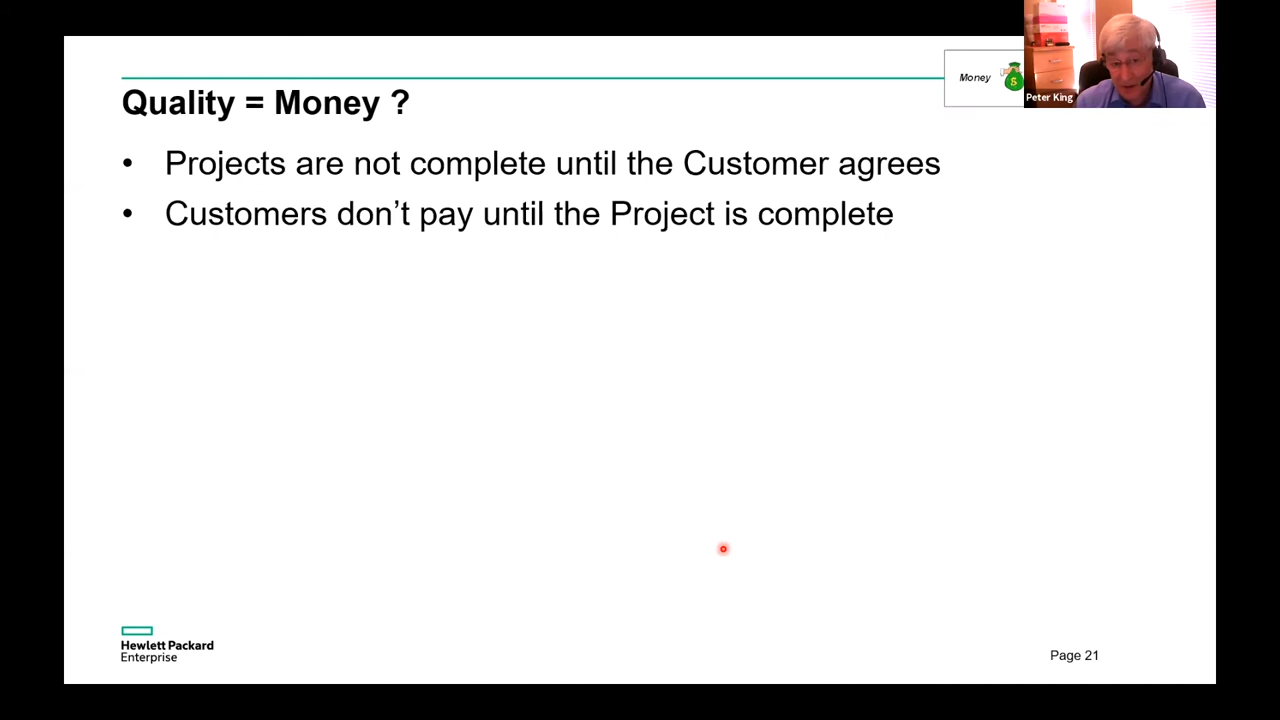 Money
$
Peter King
Quality = Money ?
• Projects are not complete until the Customer agrees
• Customers don’t pay until the Project is complete
Hewlett Packard
Enterprise
Page 21